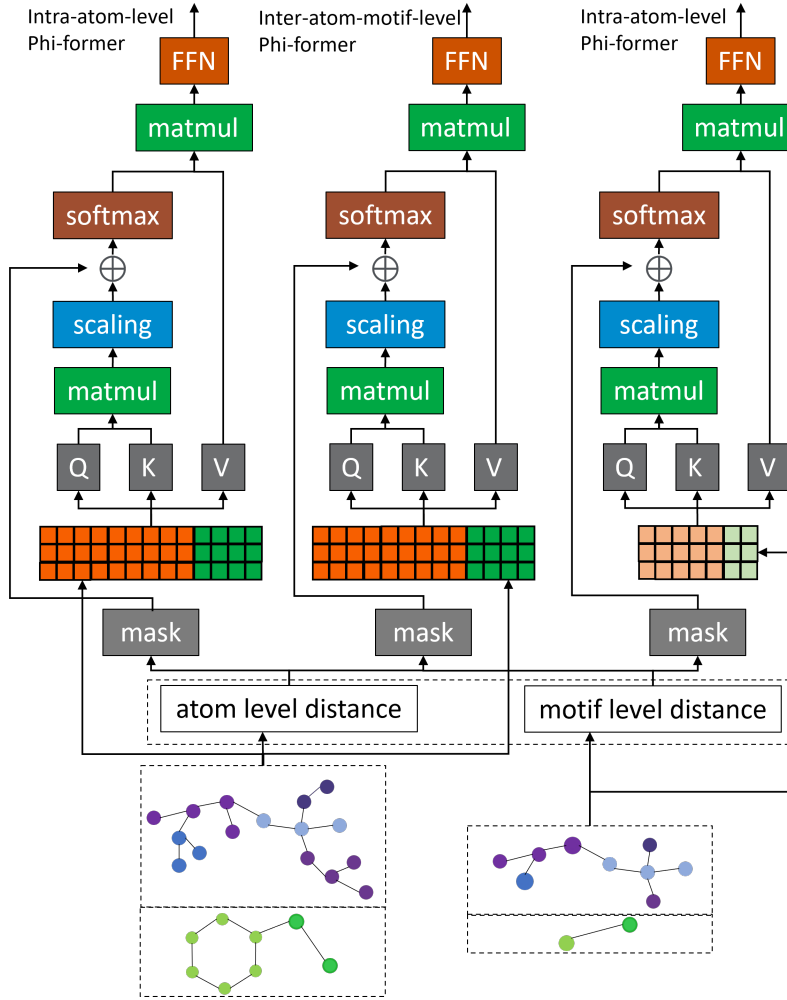 Intra-atom-level
Phi-former
Inter-atom-motif-level
Phi-former
Intra-atom-level
Phi-former
FFN
FFN
FFN
matmul
matmul
matmul
softmax
softmax
softmax
scaling
scaling
scaling
matmul
matmul
matmul
Q K V
Q K V
Q K V
mask
mask
mask
atom level distance
motif level distance